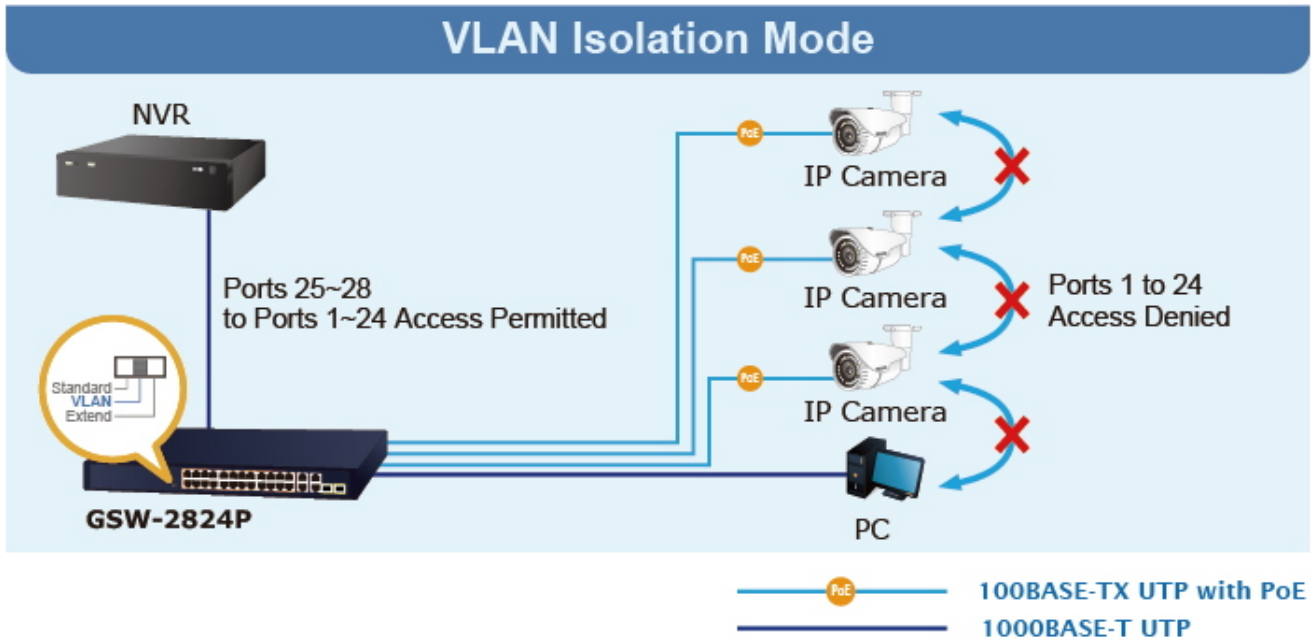 VLAN Isolation Mode
NVR
PoE
IP Camera
PoE
IP Camera
Ports 25~28
to Ports 1~24 Access Permitted
Ports 1 to 24
Access Denied
Standard
VLAN
Extend
PoE
IP Camera
GSW-2824P
PC
PoE
100BASE-TX UTP with PoE
1000BASE-T UTP